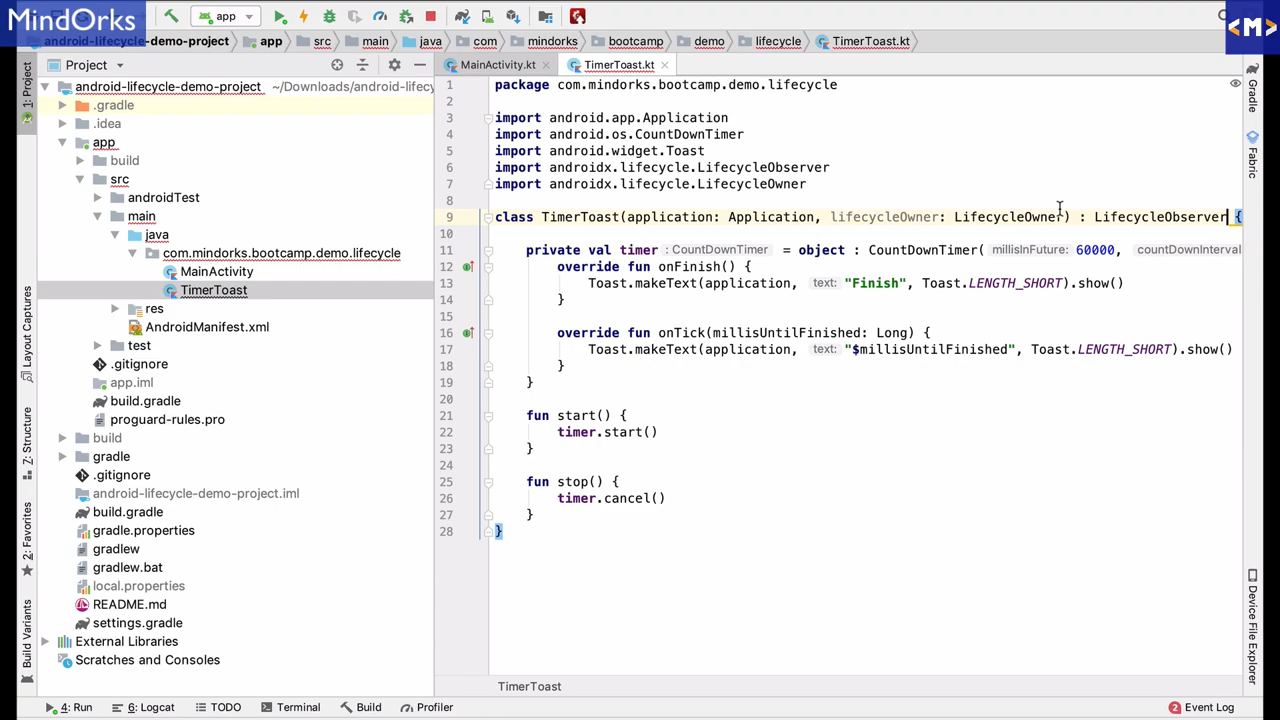 MindOrks
app
<M>
android-lifecycle-demo-project
app
src
main
java
com
mindorks
bootcamp
demo
lifecycle
TimerToast.kt
1: Project
Layout Captures
7: Structure
2: Favorites
Build Variants
Project
android-lifecycle-demo-project ~/Downloads/android-lifecy
.gradle
.idea
app
build
src
androidTest
main
java
com.mindorks.bootcamp.demo.lifecycle
MainActivity
TimerToast
res
AndroidManifest.xml
test
.gitignore
app.iml
build.gradle
proguard-rules.pro
build
gradle
.gitignore
android-lifecycle-demo-project.iml
build.gradle
gradle.properties
gradlew
gradlew.bat
local.properties
README.md
settings.gradle
External Libraries
Scratches and Consoles
MainActivity.kt
TimerToast.kt
1 package com.mindorks.bootcamp.demo.lifecycle
2
3 import android.app.Application
4 import android.os.CountDownTimer
5 import android.widget.Toast
6 import androidx.lifecycle.LifecycleObserver
7 import androidx.lifecycle.LifecycleOwner
8
9 class TimerToast(application: Application, lifecycleOwner: LifecycleOwner) : LifecycleObserver {
10
11 private val timer : CountDownTimer = object : CountDownTimer( millisInFuture: 60000, countDownInterval
12 override fun onFinish() {
13 Toast.makeText(application, text: "Finish", Toast.LENGTH_SHORT).show()
14 }
15
16 override fun onTick(millisUntilFinished: Long) {
17 Toast.makeText(application, text: "$millisUntilFinished", Toast.LENGTH_SHORT).show()
18 }
19 }
20
21 fun start() {
22 timer.start()
23 }
24
25 fun stop() {
26 timer.cancel()
27 }
28 }
TimerToast
Gradle
Fabric
Device File Explorer
4: Run
6: Logcat
TODO
Terminal
Build
Profiler
2 Event Log